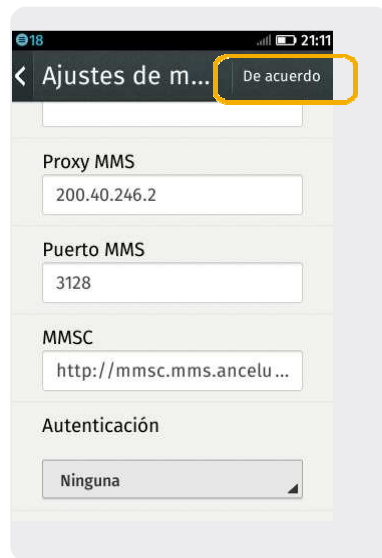 18 21:11
Ajustes de m... De acuerdo
Proxy MMS
200.40.246.2
Puerto MMS
3128
MMSC
http://mmsc.mms.ancelu...
Autenticación
Ninguna